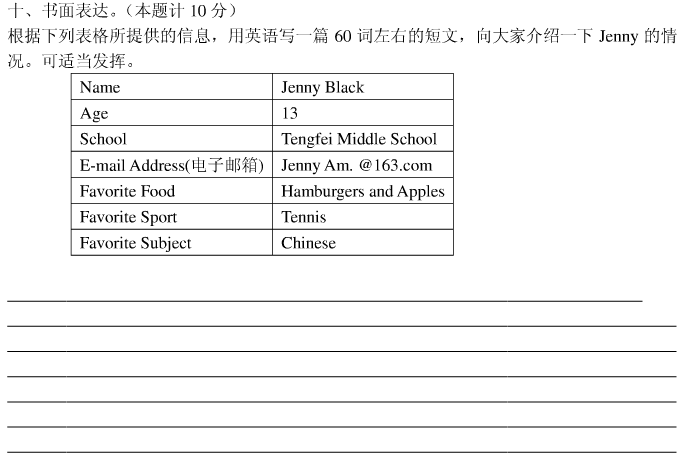 十、书面表达。（本题计 10 分）
根据下列表格所提供的信息，用英语写一篇 60 词左右的短文，向大家介绍一下 Jenny 的情
况。可适当发挥。
Name Jenny Black
Age 13
School Tengfei Middle School
E-mail Address(电子邮箱) Jenny Am. @163.com
Favorite Food Hamburgers and Apples
Favorite Sport Tennis
Favorite Subject Chinese